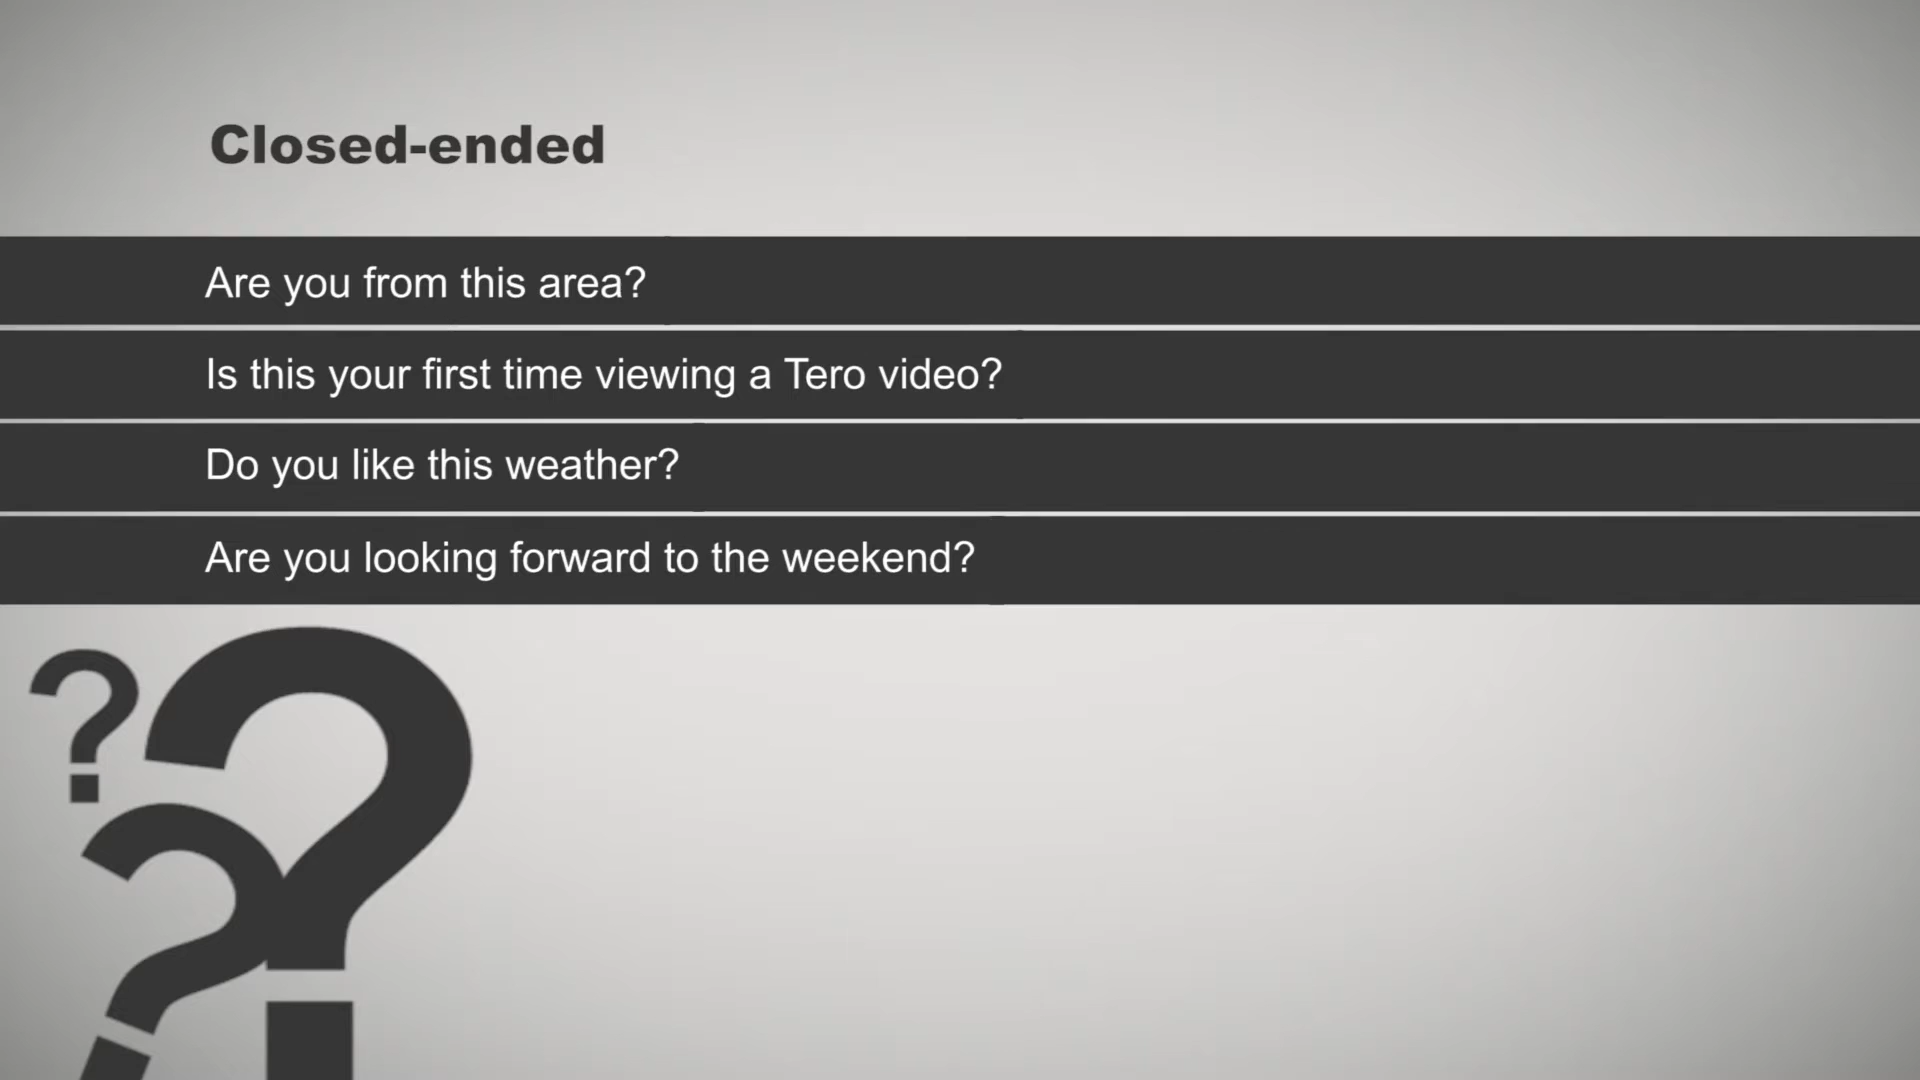 Closed-ended
Are you from this area?
Is this your first time viewing a Tero video?
Do you like this weather?
Are you looking forward to the weekend?